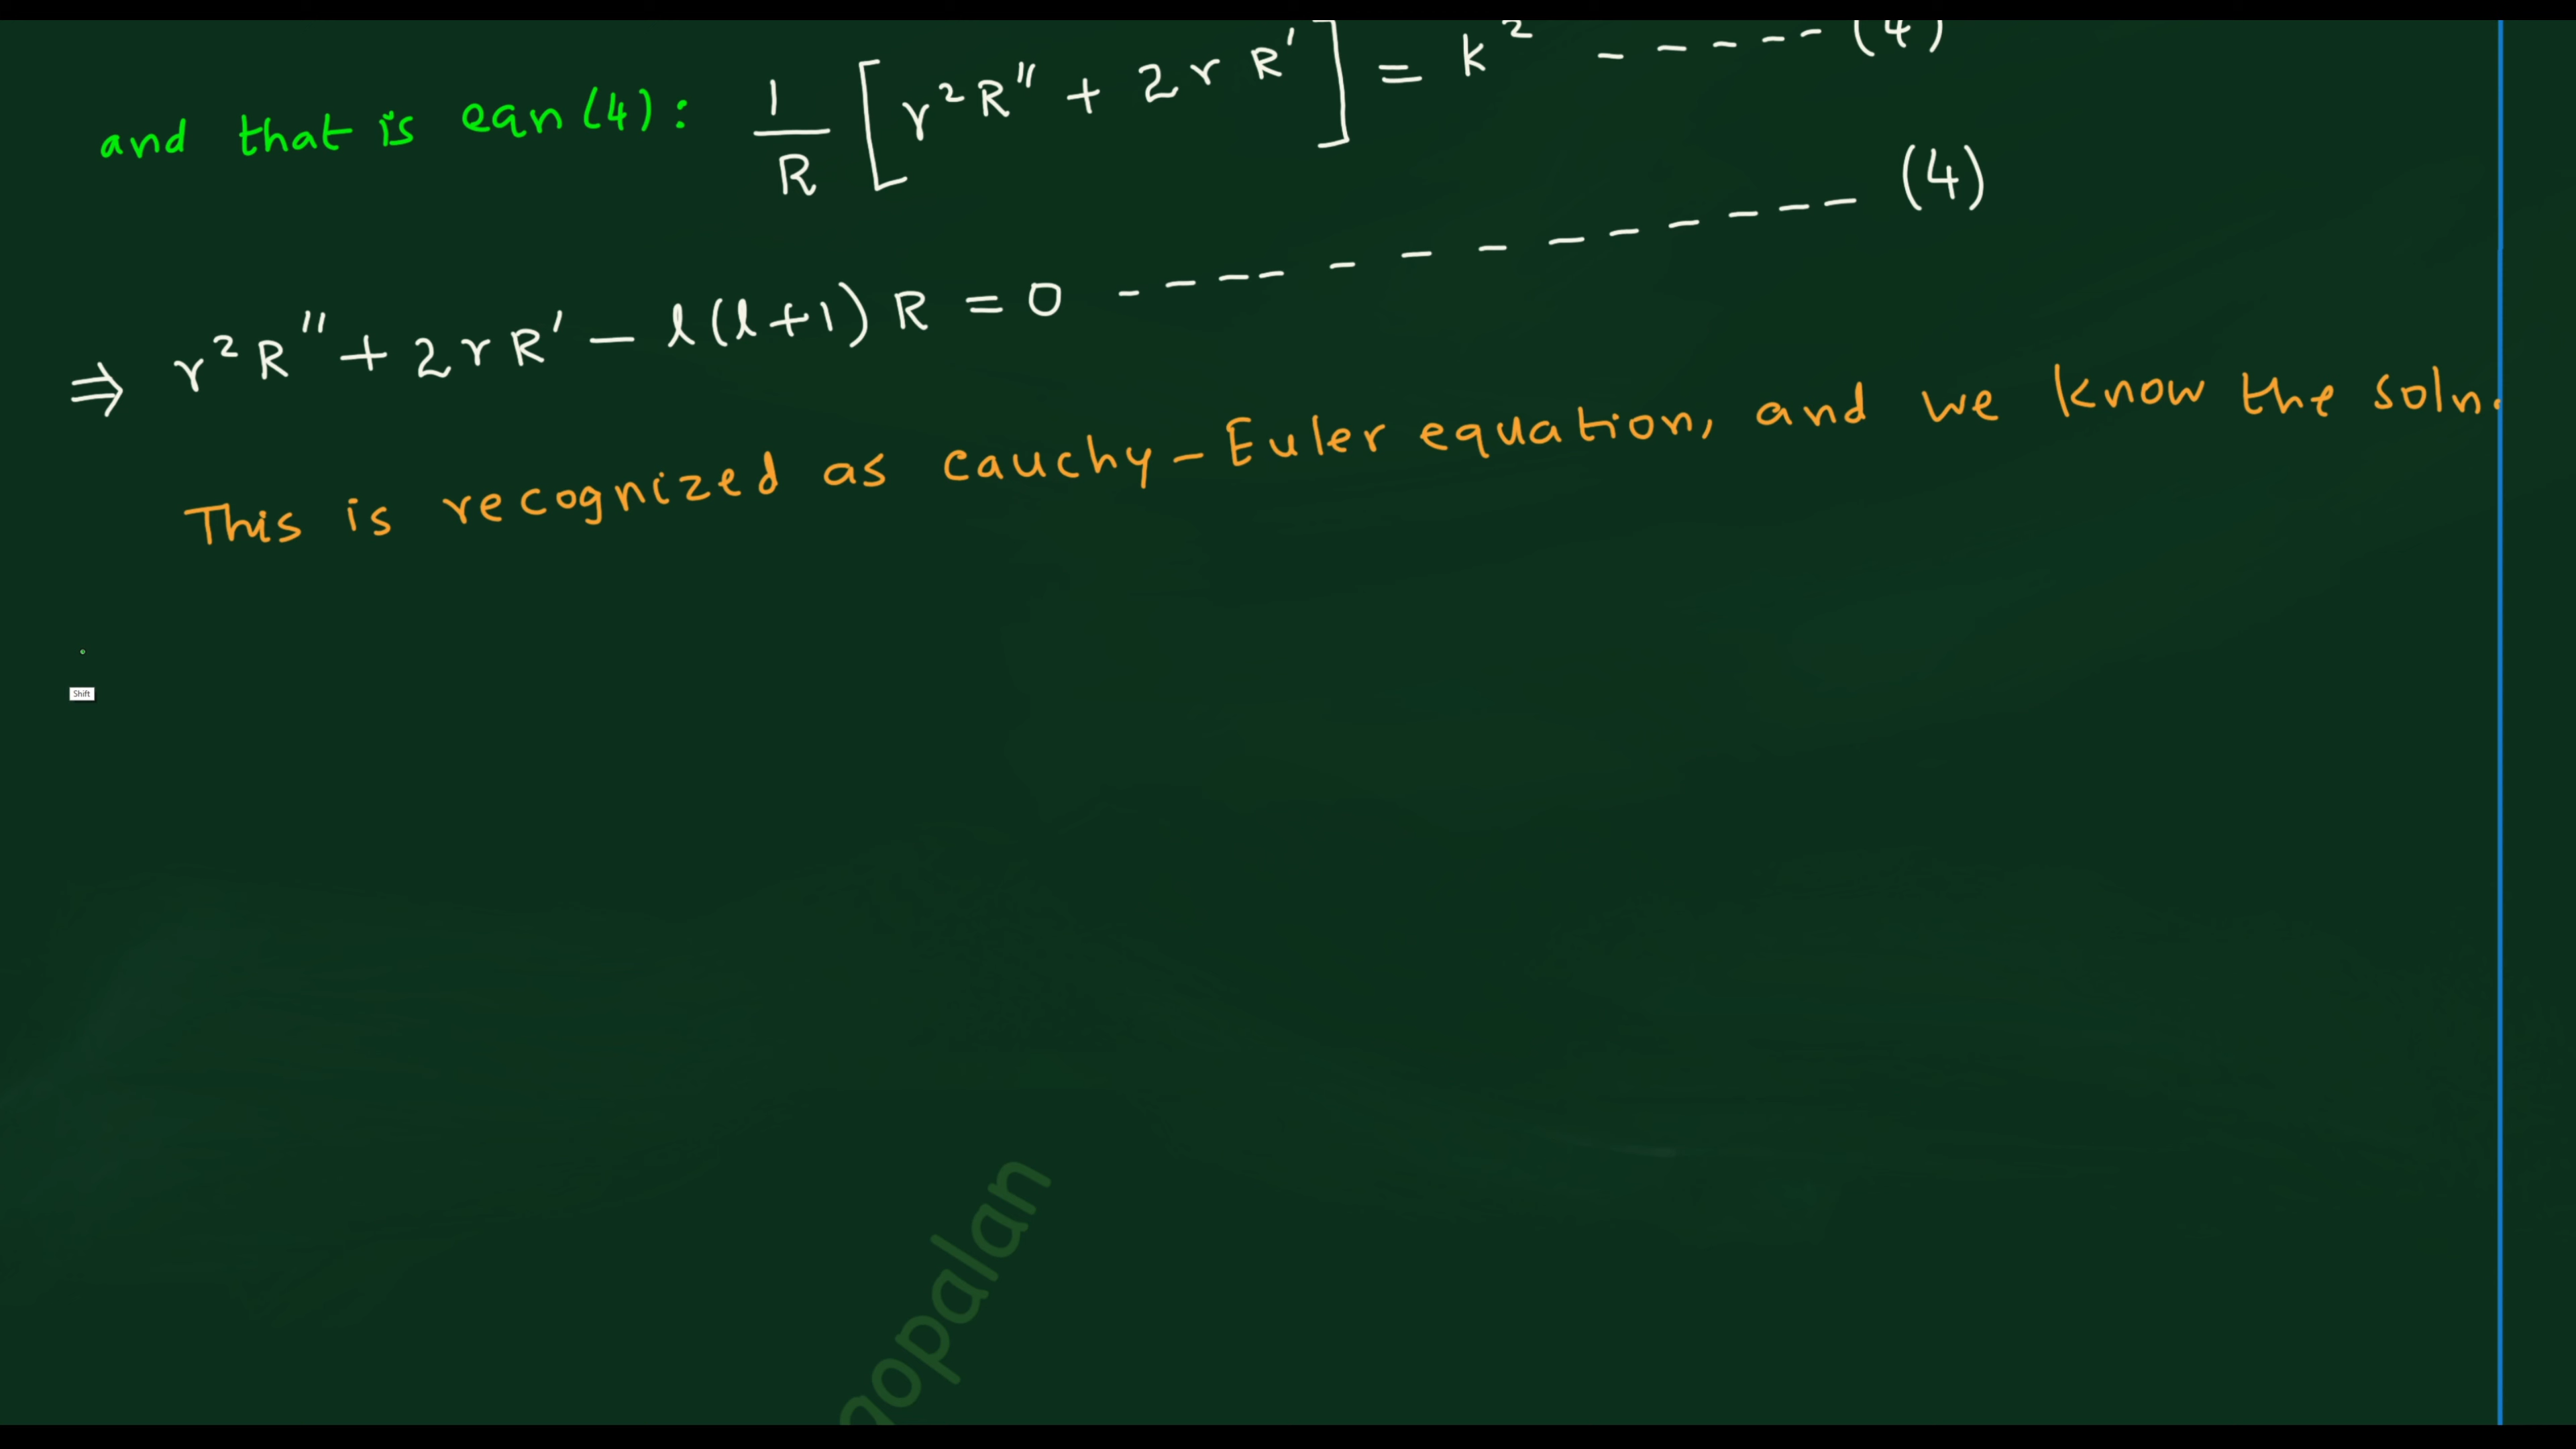 and that is eqn (4): 1/R [r²R'' + 2rR'] = k² ----- (4)
⇒ r²R'' + 2rR' - l(l+1)R = 0 ------------- (4)
This is recognized as cauchy-Euler equation, and we know the soln.
Shift